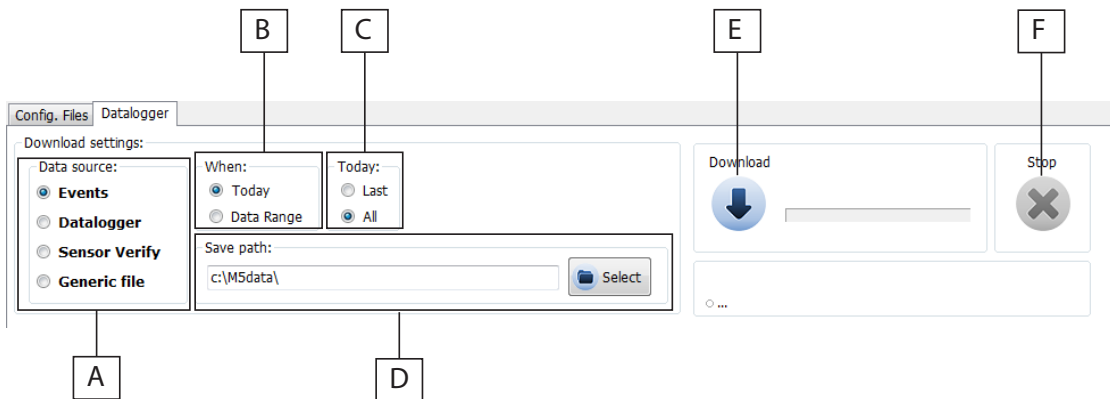 B
C
E
F
Config. Files
Datalogger
Download settings:
Data source:
Events
Datalogger
Sensor Verify
Generic file
When:
Today
Data Range
Today:
Last
All
Save path:
c:\M5data\
Select
Download
Stop
...
A
D